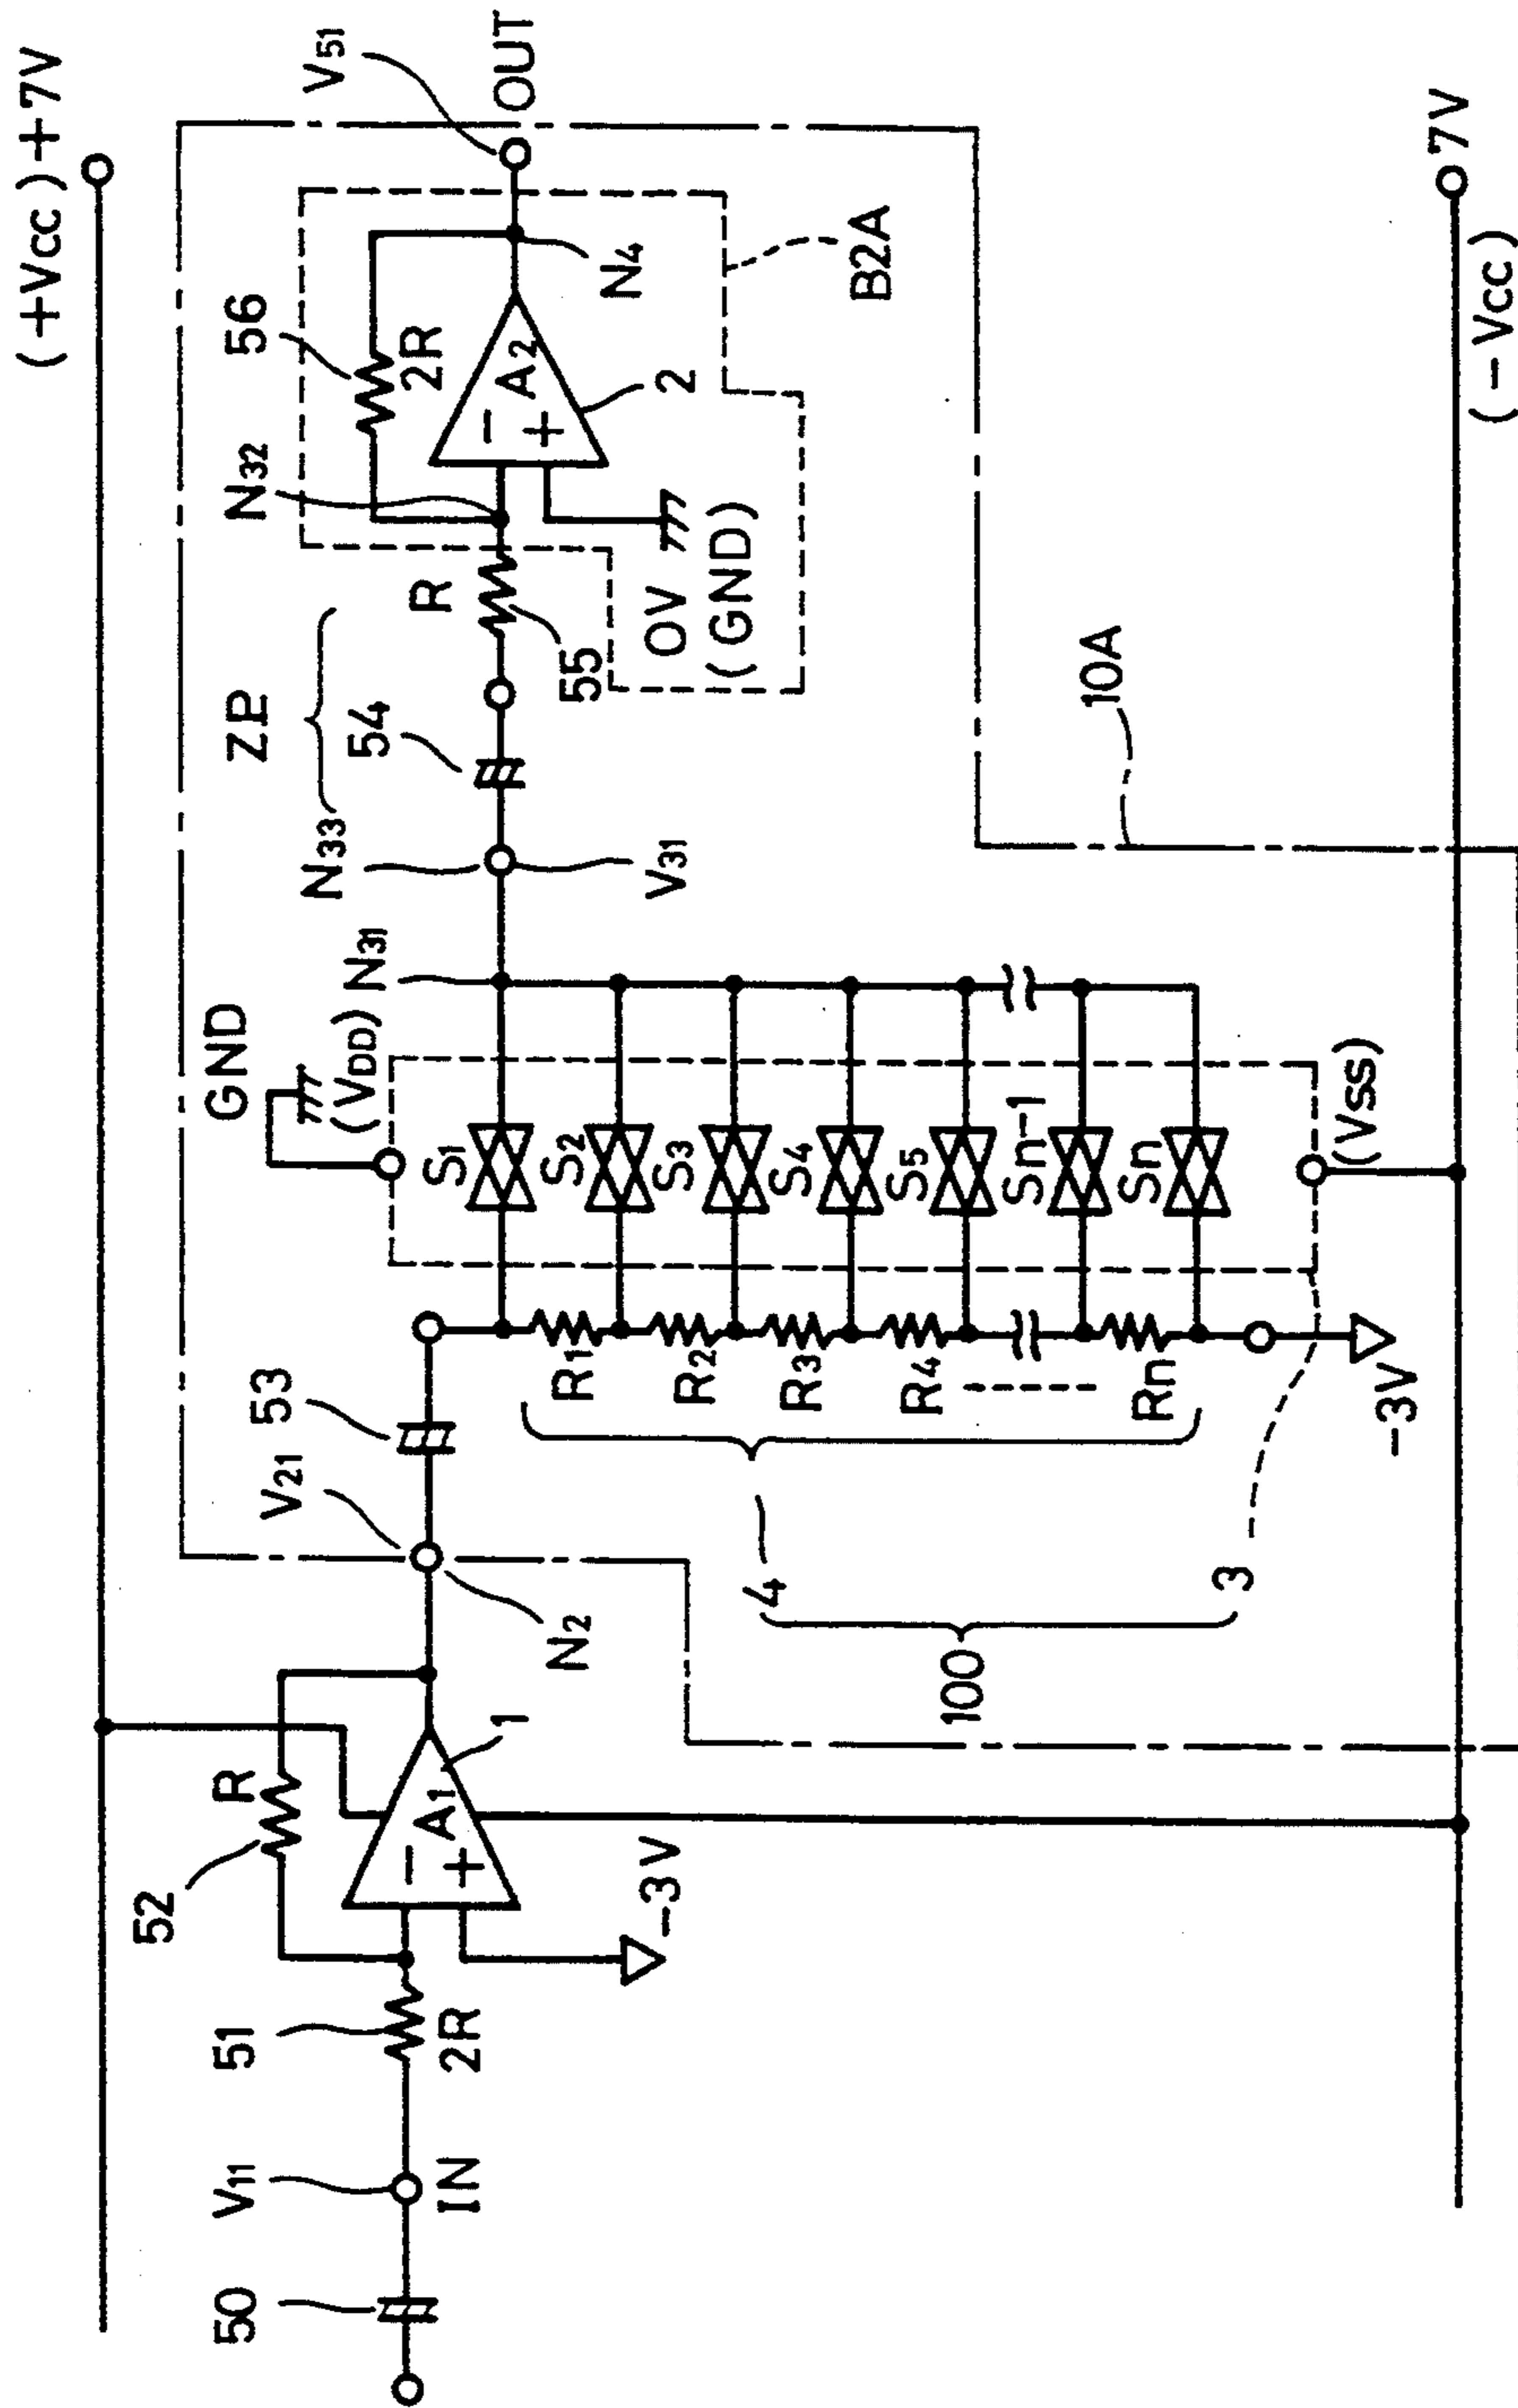 (+Vcc)+7V
V51
OUT
56
2R
N32
A2
−
+
2
N4
B2A
R
55
0V
(GND)
ZP
54
N33
V31
10A
N31
GND
(VDD)
S1
S2
S3
S4
S5
Sn-1
Sn
(Vss)
53
R1
R2
R3
R4
Rn
-3V
V21
N2
4
3
100
52
R
A1
−
+
1
-3V
51
2R
V11
IN
50
7V
(-Vcc)